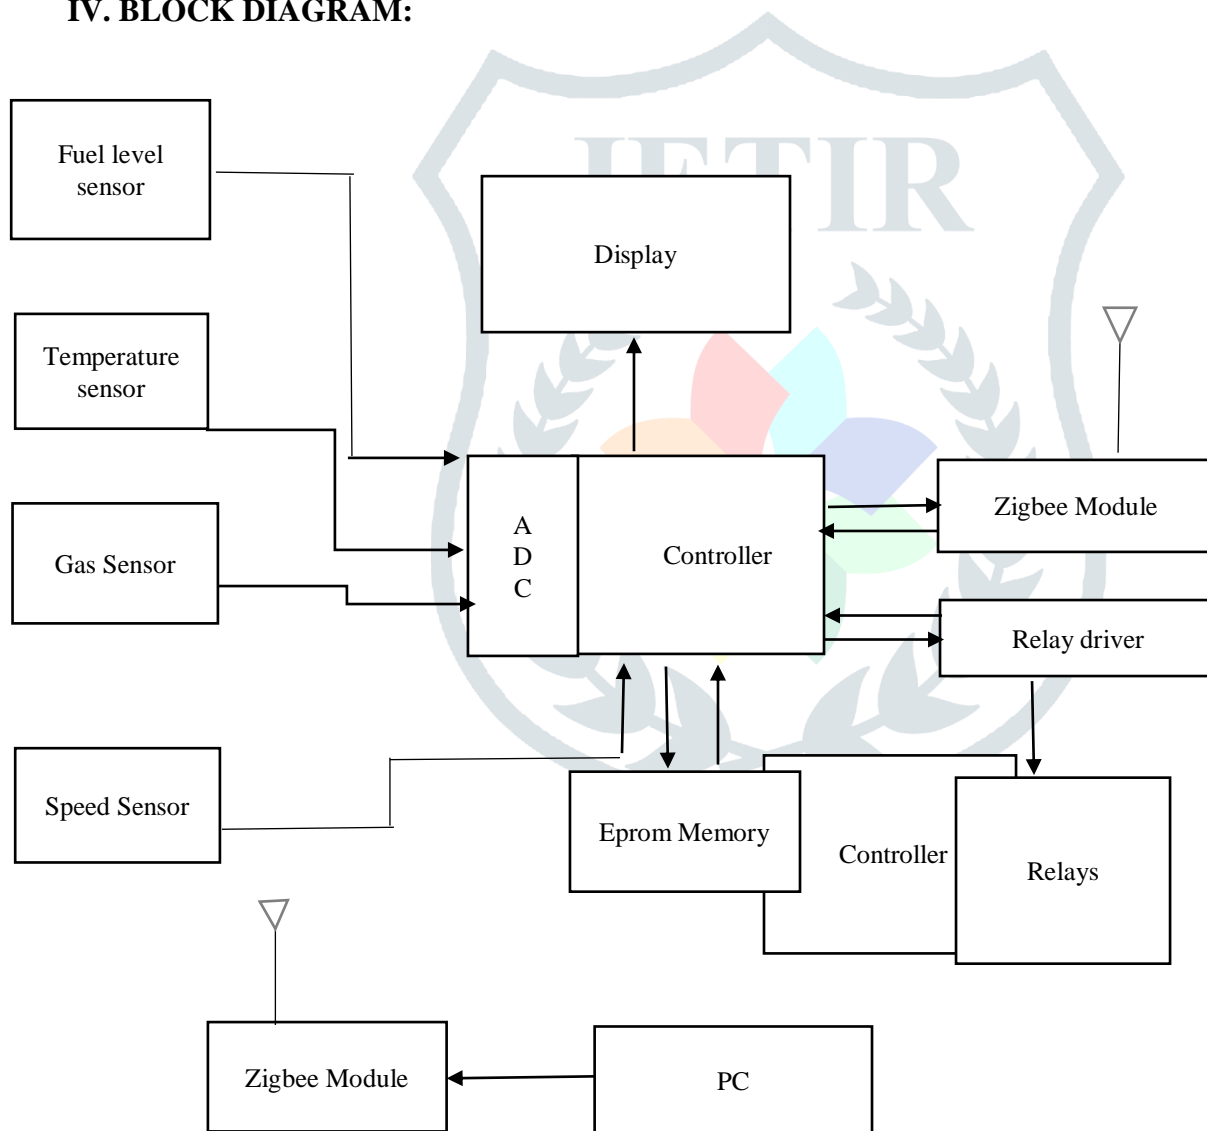 IV. BLOCK DIAGRAM:
JETIR
Fuel level
sensor
Display
Temperature
sensor
A
D
C
Controller
Zigbee Module
Gas Sensor
Relay driver
Speed Sensor
Eprom Memory
Controller
Relays
Zigbee Module
PC